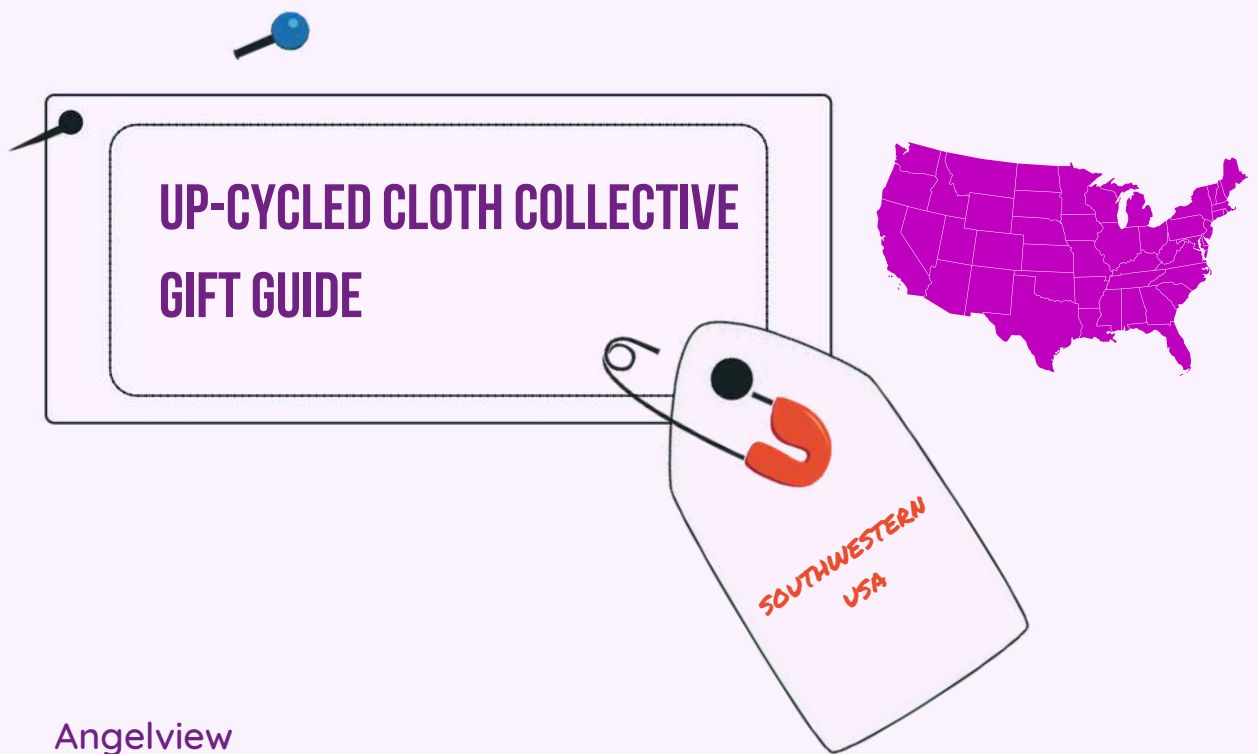 UP-CYCLED CLOTH COLLECTIVE
GIFT GUIDE
SOUTHWESTERN
USA
Angelview